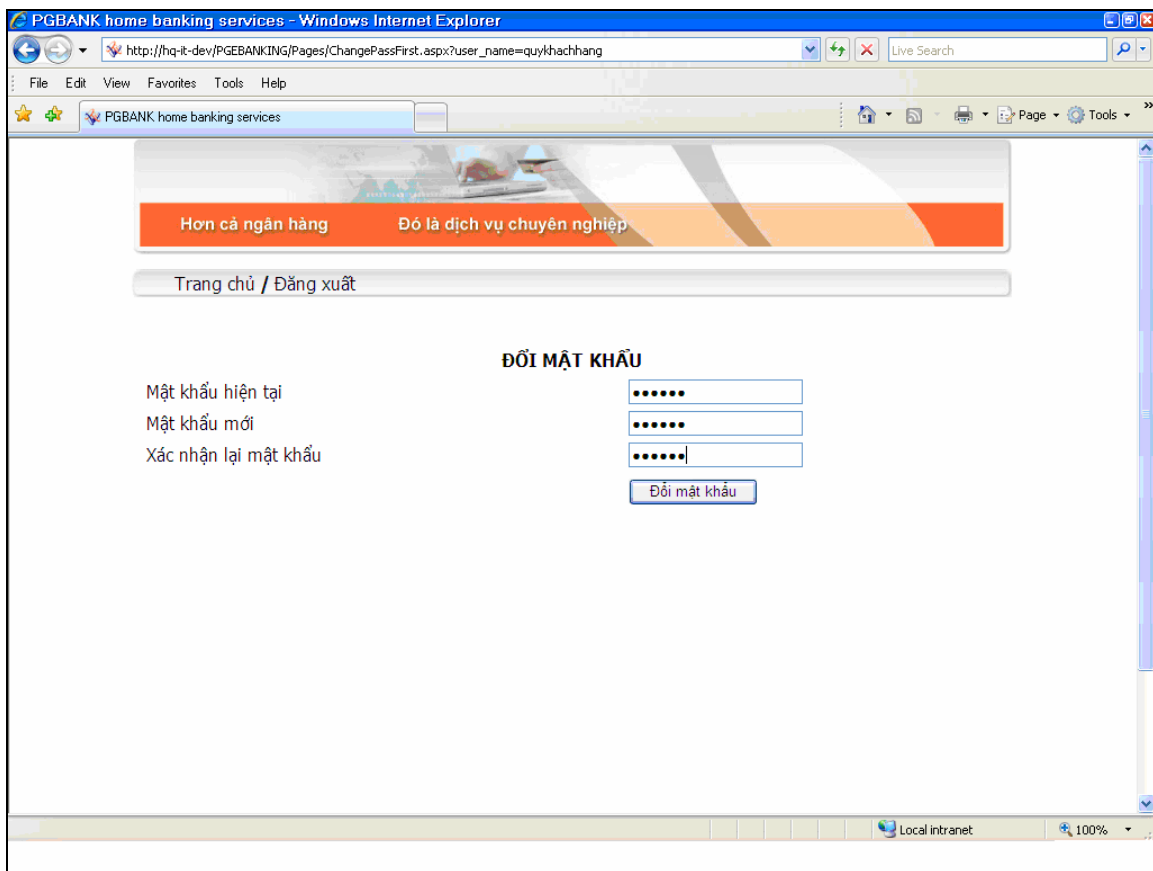 PGBANK home banking services - Windows Internet Explorer
http://hq-it-dev/PGEBANKING/Pages/ChangePassFirst.aspx?user_name=quykhachhang
Live Search
File Edit View Favorites Tools Help
PGBANK home banking services
Page Tools »
Hơn cả ngân hàng Đó là dịch vụ chuyên nghiệp
Trang chủ / Đăng xuất
ĐỔI MẬT KHẨU
Mật khẩu hiện tại ••••••
Mật khẩu mới ••••••
Xác nhận lại mật khẩu ••••••
Đổi mật khẩu
Local intranet 100%